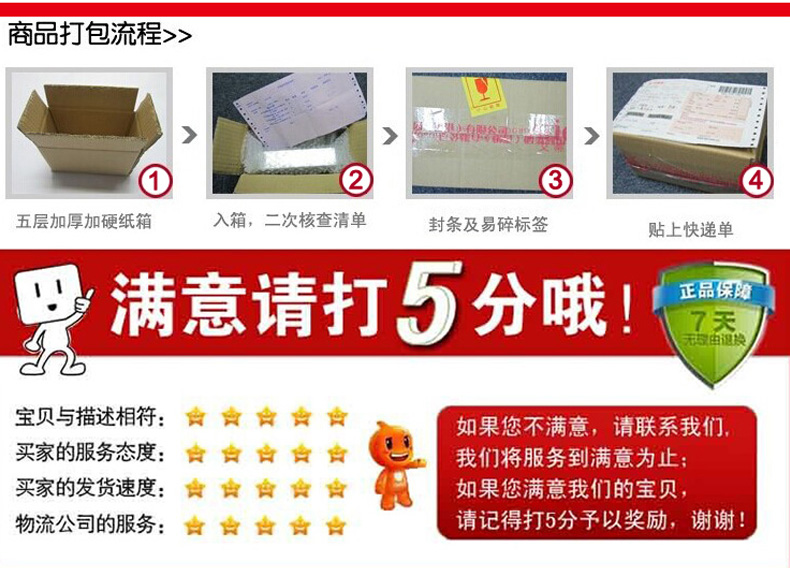 商品打包流程>>
1
2
3
4
五层加厚加硬纸箱
入箱，二次核查清单
封条及易碎标签
贴上快递单
满意请打5分哦！
正品保障
7天
无理由退换
宝贝与描述相符：
买家的服务态度：
买家的发货速度：
物流公司的服务：
如果您不满意，请联系我们，
我们将服务到满意为止；
如果您满意我们的宝贝，
请记得打5分予以奖励，谢谢！